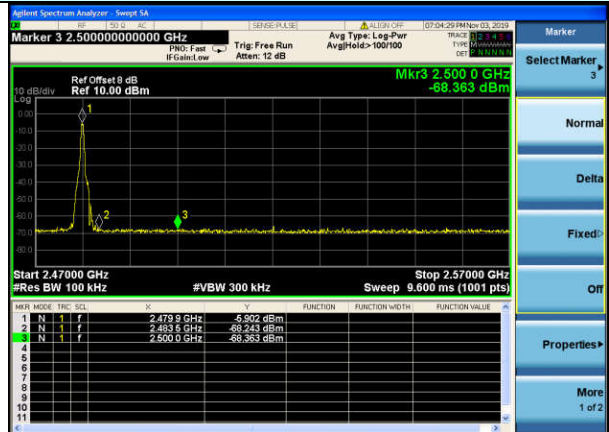 Agilent Spectrum Analyzer - Swept SA
RF 50 Ω AC SENSE:PULSE ALIGN OFF 07:04:29 PM Nov 03, 2019
Marker 3 2.500000000000 GHz
PNO: Fast
IFGain:Low
Trig: Free Run
Atten: 12 dB
Avg Type: Log-Pwr
Avg|Hold:>100/100
TRACE 1 2 3 4 5 6
TYPE
DET P N N N N N
Marker
Select Marker
3
Normal
Delta
Fixed
Off
Properties
More
1 of 2
Mkr3 2.500 0 GHz
-68.363 dBm
Ref Offset 8 dB
10 dB/div Ref 10.00 dBm
Log
0.00
-10.0
-20.0
-30.0
-40.0
-50.0
-60.0
-70.0
-80.0
1
2
3
Start 2.47000 GHz Stop 2.57000 GHz
#Res BW 100 kHz #VBW 300 kHz Sweep 9.600 ms (1001 pts)
MKR MODE TRC SCL X Y FUNCTION FUNCTION WIDTH FUNCTION VALUE
1 N 1 f 2.479 9 GHz -5.902 dBm
2 N 1 f 2.483 5 GHz -68.243 dBm
3 N 1 f 2.500 0 GHz -68.363 dBm
4
5
6
7
8
9
10
11